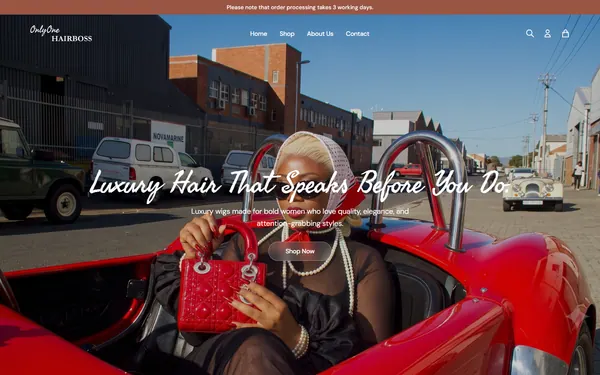 Please note that order processing takes 3 working days.
OnlyOne
HAIRBOSS
Home Shop About Us Contact
NOVAMARINE
Luxury Hair That Speaks Before You Do.
Luxury wigs made for bold women who love quality, elegance, and
attention-grabbing styles.
Shop Now